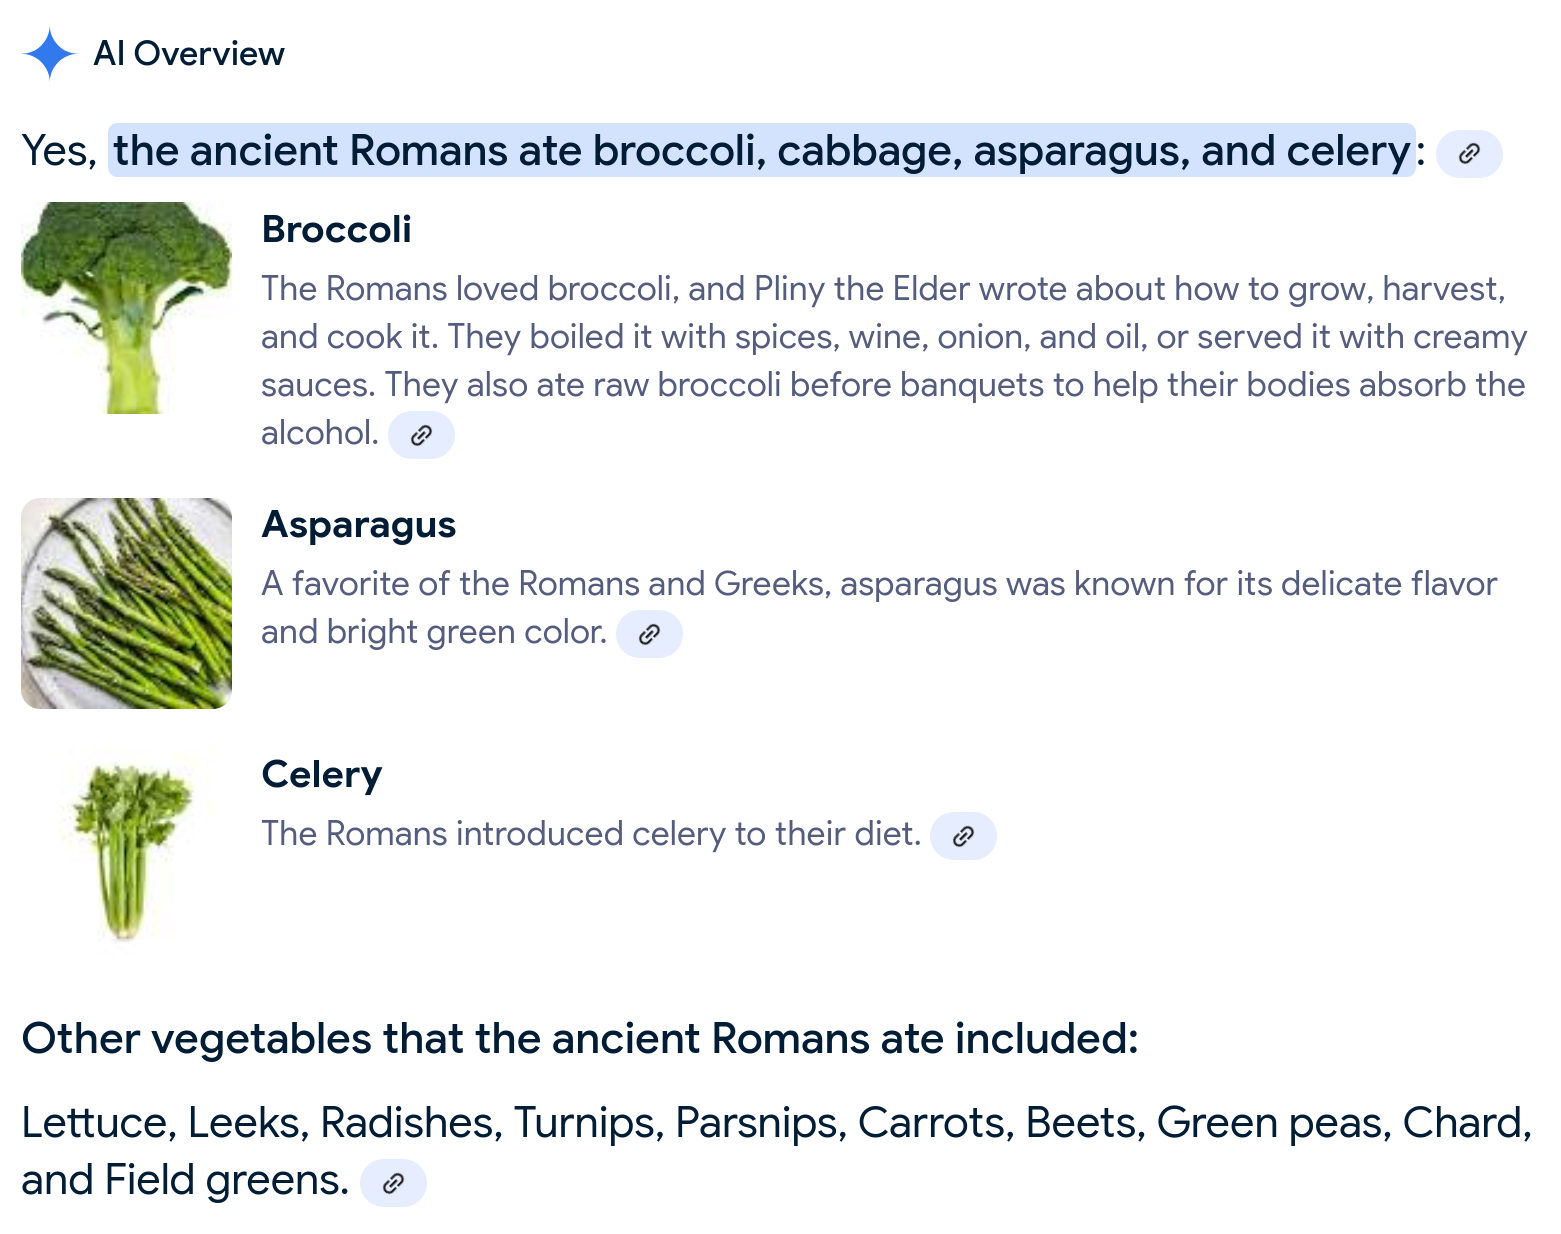 AI Overview
Yes, the ancient Romans ate broccoli, cabbage, asparagus, and celery:
Broccoli
The Romans loved broccoli, and Pliny the Elder wrote about how to grow, harvest,
and cook it. They boiled it with spices, wine, onion, and oil, or served it with creamy
sauces. They also ate raw broccoli before banquets to help their bodies absorb the
alcohol.
Asparagus
A favorite of the Romans and Greeks, asparagus was known for its delicate flavor
and bright green color.
Celery
The Romans introduced celery to their diet.
Other vegetables that the ancient Romans ate included:
Lettuce, Leeks, Radishes, Turnips, Parsnips, Carrots, Beets, Green peas, Chard,
and Field greens.